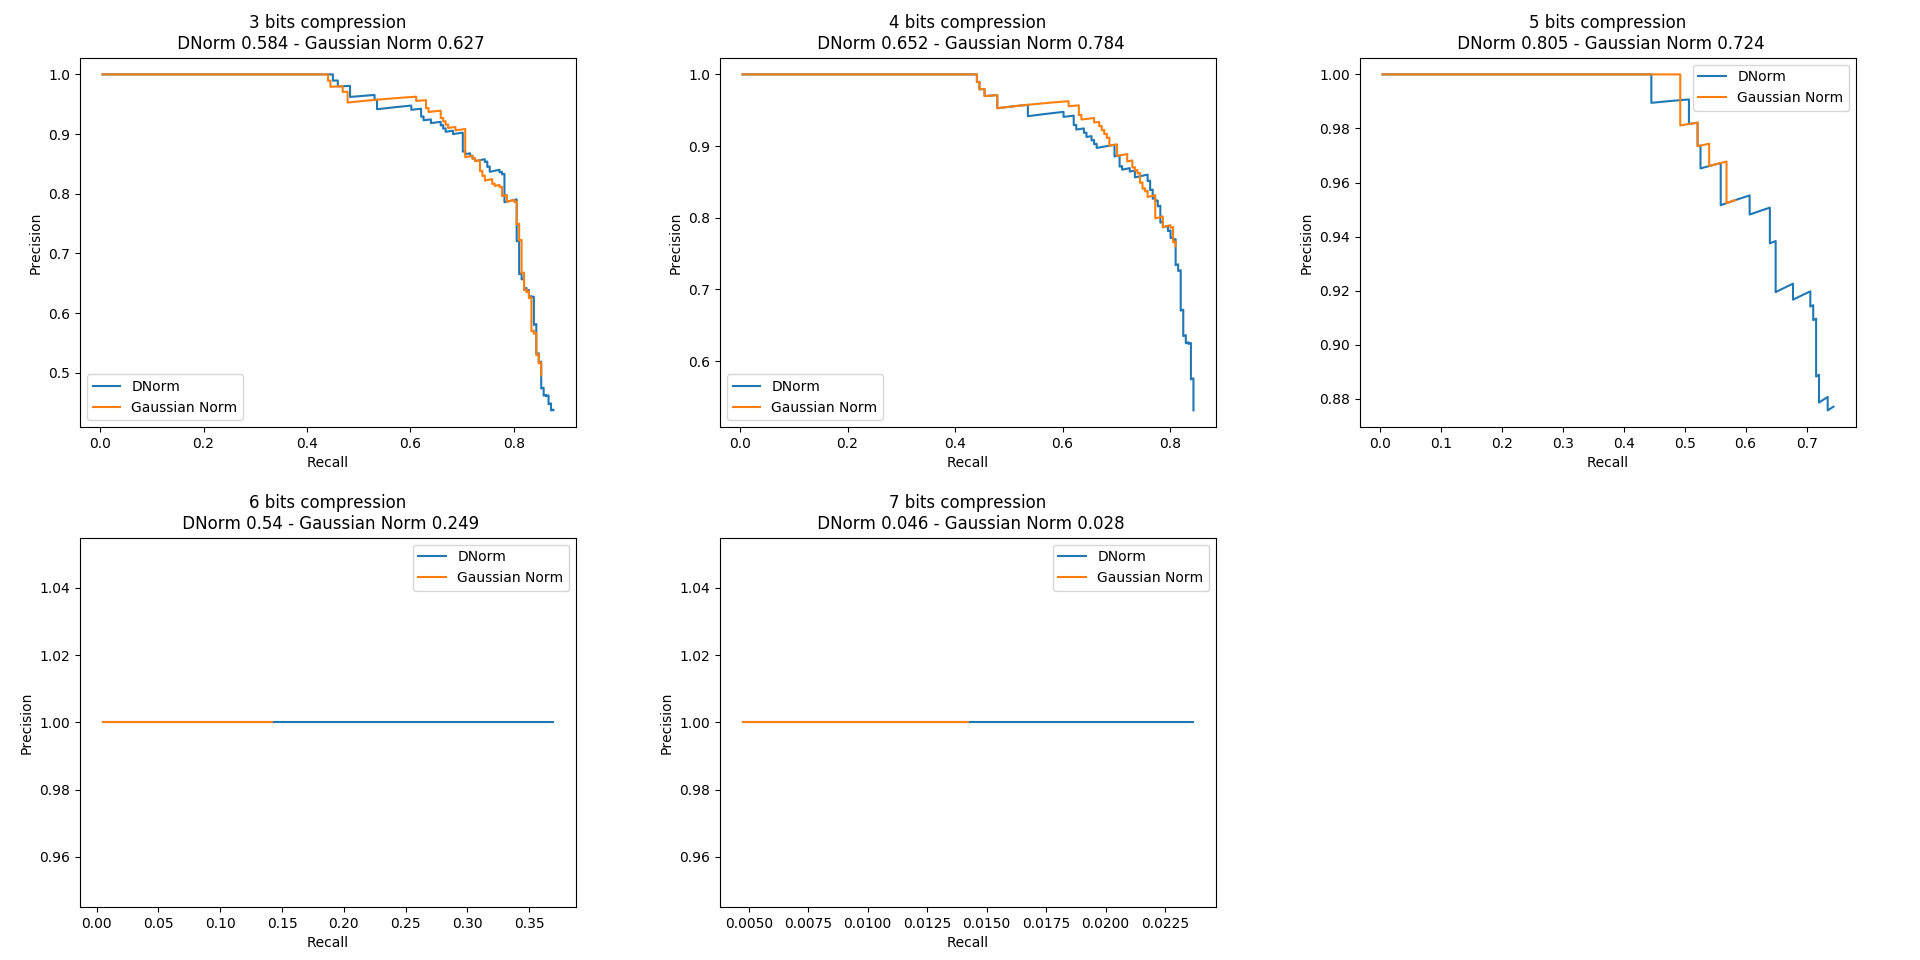 3 bits compression
DNorm 0.584 - Gaussian Norm 0.627
1.0
0.9
0.8
0.7
0.6
0.5
Precision
DNorm
Gaussian Norm
0.0 0.2 0.4 0.6 0.8
Recall
4 bits compression
DNorm 0.652 - Gaussian Norm 0.784
1.0
0.9
0.8
0.7
0.6
Precision
DNorm
Gaussian Norm
0.0 0.2 0.4 0.6 0.8
Recall
5 bits compression
DNorm 0.805 - Gaussian Norm 0.724
DNorm
Gaussian Norm
1.00
0.98
0.96
0.94
0.92
0.90
0.88
Precision
0.0 0.1 0.2 0.3 0.4 0.5 0.6 0.7
Recall
6 bits compression
DNorm 0.54 - Gaussian Norm 0.249
DNorm
Gaussian Norm
1.04
1.02
1.00
0.98
0.96
Precision
0.00 0.05 0.10 0.15 0.20 0.25 0.30 0.35
Recall
7 bits compression
DNorm 0.046 - Gaussian Norm 0.028
DNorm
Gaussian Norm
1.04
1.02
1.00
0.98
0.96
Precision
0.0050 0.0075 0.0100 0.0125 0.0150 0.0175 0.0200 0.0225
Recall